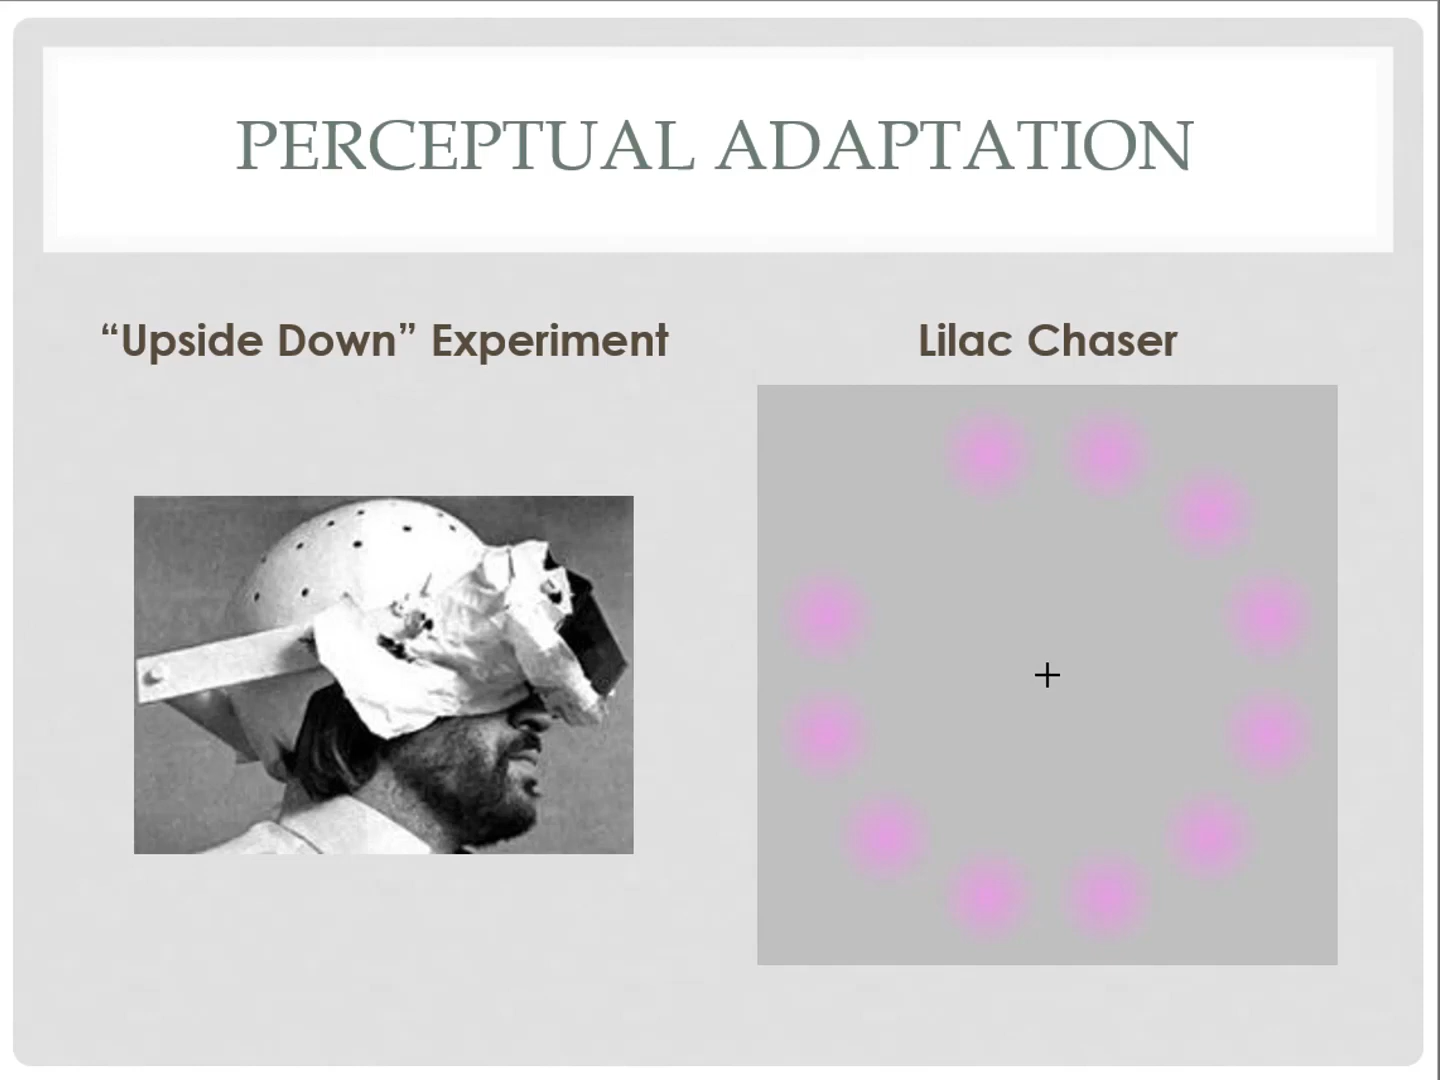 PERCEPTUAL ADAPTATION
“Upside Down” Experiment
Lilac Chaser